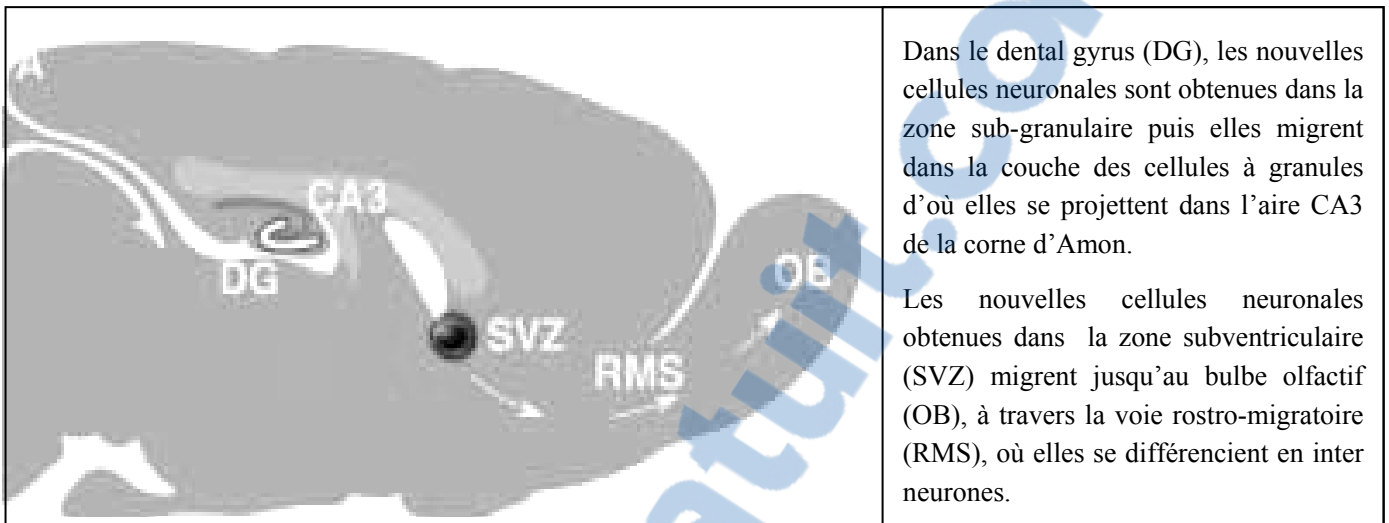 A
CA3
DG
SVZ
RMS
OB
Dans le dental gyrus (DG), les nouvelles
cellules neuronales sont obtenues dans la
zone sub-granulaire puis elles migrent
dans la couche des cellules à granules
d’où elles se projettent dans l’aire CA3
de la corne d’Amon.
Les nouvelles cellules neuronales
obtenues dans la zone subventriculaire
(SVZ) migrent jusqu’au bulbe olfactif
(OB), à travers la voie rostro-migratoire
(RMS), où elles se différencient en inter
neurones.